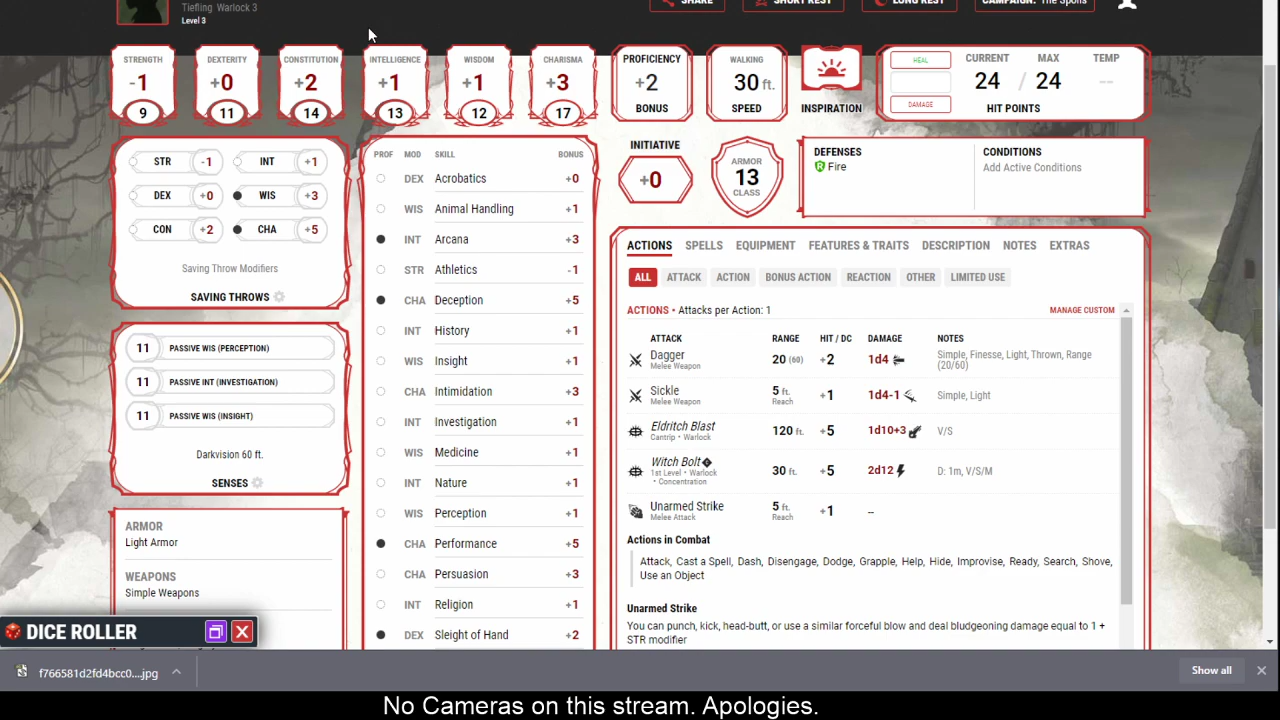 Tiefling Warlock 3
Level 3
SHARE
SHORT REST
LONG REST
CAMPAIGN: The Spoils
STRENGTH
-1
9
DEXTERITY
+0
11
CONSTITUTION
+2
14
INTELLIGENCE
+1
13
WISDOM
+1
12
CHARISMA
+3
17
PROFICIENCY
+2
BONUS
WALKING
30 ft.
SPEED
INSPIRATION
HEAL
DAMAGE
CURRENT MAX TEMP
24 / 24 --
HIT POINTS
STR -1 INT +1
DEX +0 WIS +3
CON +2 CHA +5
Saving Throw Modifiers
SAVING THROWS
11 PASSIVE WIS (PERCEPTION)
11 PASSIVE INT (INVESTIGATION)
11 PASSIVE WIS (INSIGHT)
Darkvision 60 ft.
SENSES
ARMOR
Light Armor
WEAPONS
Simple Weapons
PROF MOD SKILL BONUS
DEX Acrobatics +0
WIS Animal Handling +1
INT Arcana +3
STR Athletics -1
CHA Deception +5
INT History +1
WIS Insight +1
CHA Intimidation +3
INT Investigation +1
WIS Medicine +1
INT Nature +1
WIS Perception +1
CHA Performance +5
CHA Persuasion +3
INT Religion +1
DEX Sleight of Hand +2
INITIATIVE
+0
ARMOR
13
CLASS
DEFENSES
R Fire
CONDITIONS
Add Active Conditions
ACTIONS SPELLS EQUIPMENT FEATURES & TRAITS DESCRIPTION NOTES EXTRAS
ALL ATTACK ACTION BONUS ACTION REACTION OTHER LIMITED USE
ACTIONS • Attacks per Action: 1 MANAGE CUSTOM
ATTACK RANGE HIT / DC DAMAGE NOTES
Dagger 20 (60) +2 1d4 Simple, Finesse, Light, Thrown, Range
Melee Weapon (20/60)
Sickle 5 ft. +1 1d4-1 Simple, Light
Melee Weapon Reach
Eldritch Blast 120 ft. +5 1d10+3 V/S
Cantrip • Warlock
Witch Bolt 30 ft. +5 2d12 D: 1m, V/S/M
1st Level • Warlock
• Concentration
Unarmed Strike 5 ft. +1 --
Melee Attack Reach
Actions in Combat
Attack, Cast a Spell, Dash, Disengage, Dodge, Grapple, Help, Hide, Improvise, Ready, Search, Shove,
Use an Object
Unarmed Strike
You can punch, kick, head-butt, or use a similar forceful blow and deal bludgeoning damage equal to 1 +
STR modifier
DICE ROLLER
f766581d2fd4bcc0....jpg
Show all
No Cameras on this stream. Apologies.